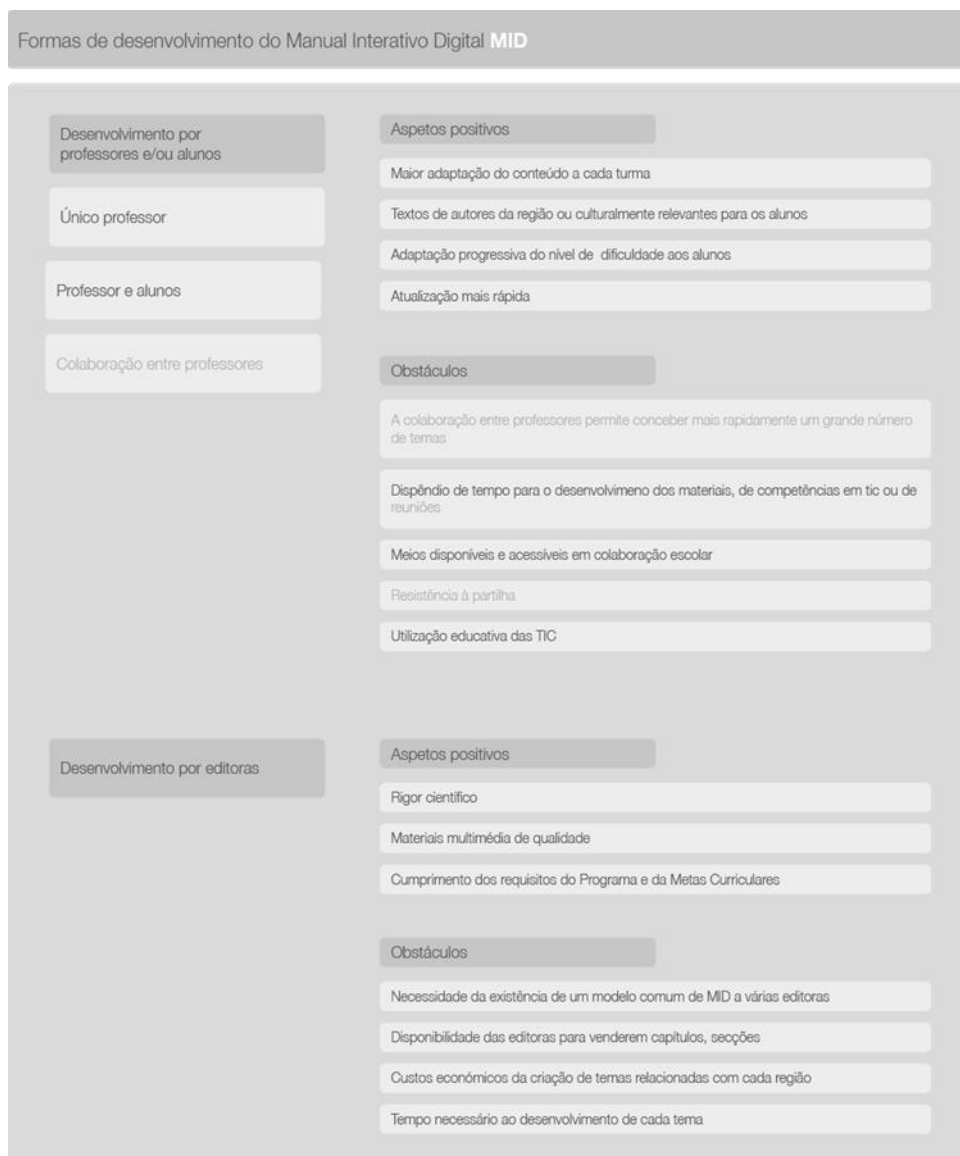 Formas de desenvolvimento do Manual Interativo Digital MID
Desenvolvimento por
professores e/ou alunos
Único professor
Professor e alunos
Colaboração entre professores
Aspetos positivos
Maior adaptação do conteúdo a cada turma
Textos de autores da região ou culturalmente relevantes para os alunos
Adaptação progressiva do nível de dificuldade aos alunos
Atualização mais rápida
Obstáculos
A colaboração entre professores permite conceber mais rapidamente um grande número
de temas
Dispêndio de tempo para o desenvolvimeno dos materiais, de competências em tic ou de
reuniões
Meios disponíveis e acessíveis em colaboração escolar
Resistência à partilha
Utilização educativa das TIC
Desenvolvimento por editoras
Aspetos positivos
Rigor científico
Materiais multimédia de qualidade
Cumprimento dos requisitos do Programa e da Metas Curriculares
Obstáculos
Necessidade da existência de um modelo comum de MID a várias editoras
Disponibilidade das editoras para venderem capítulos, secções
Custos económicos da criação de temas relacionadas com cada região
Tempo necessário ao desenvolvimento de cada tema